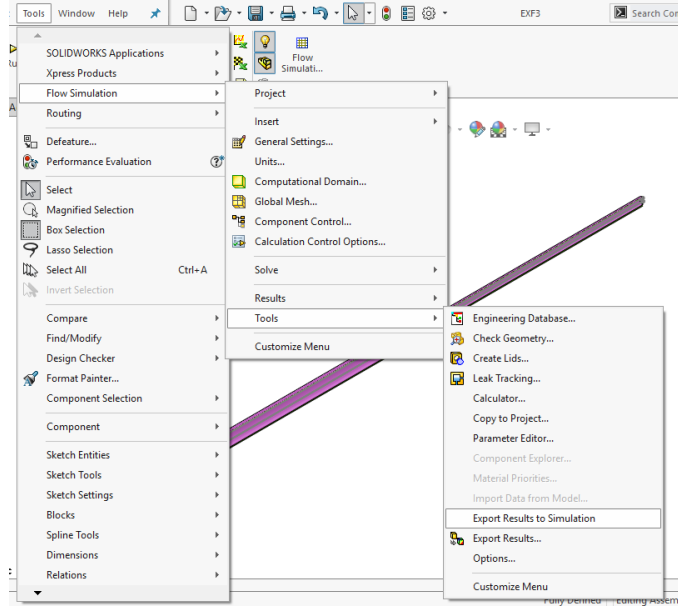 Tools Window Help EXF3 Search Con
SOLIDWORKS Applications
Xpress Products
Flow Simulation
Routing
Defeature...
Performance Evaluation
Select
Magnified Selection
Box Selection
Lasso Selection
Select All Ctrl+A
Invert Selection
Compare
Find/Modify
Design Checker
Format Painter...
Component Selection
Component
Sketch Entities
Sketch Tools
Sketch Settings
Blocks
Spline Tools
Dimensions
Relations
Flow
Simulati...
Project
Insert
General Settings...
Units...
Computational Domain...
Global Mesh...
Component Control...
Calculation Control Options...
Solve
Results
Tools
Customize Menu
Engineering Database...
Check Geometry...
Create Lids...
Leak Tracking...
Calculator...
Copy to Project...
Parameter Editor...
Component Explorer...
Material Priorities...
Import Data from Model...
Export Results to Simulation
Export Results...
Options...
Customize Menu
Fully Defined Editing Assem